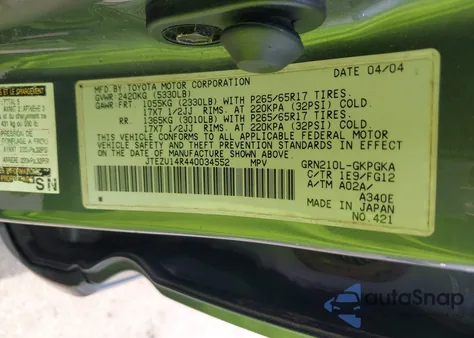 MFD. BY TOYOTA MOTOR CORPORATION DATE 04/04
GVWR: 2420KG (5330LB)
GAWR: FRT 1055KG (2330LB) WITH P265/65R17 TIRES,
17X7 1/2JJ RIMS, AT 220KPA (32PSI) COLD.
RR. 1365KG (3010LB) WITH P265/65R17 TIRES,
17X7 1/2JJ RIMS, AT 220KPA (32PSI) COLD.
THIS VEHICLE CONFORMS TO ALL APPLICABLE FEDERAL MOTOR
VEHICLE SAFETY AND THEFT PREVENTION STANDARDS IN EFFECT
ON THE DATE OF MANUFACTURE SHOWN ABOVE.
JTEZU14R440034552 MPV GRN210L-GKPGKA
C/TR 1E9/FG12
A/TM A02A/
A340E
MADE IN JAPAN
NO. 421
autoSnap